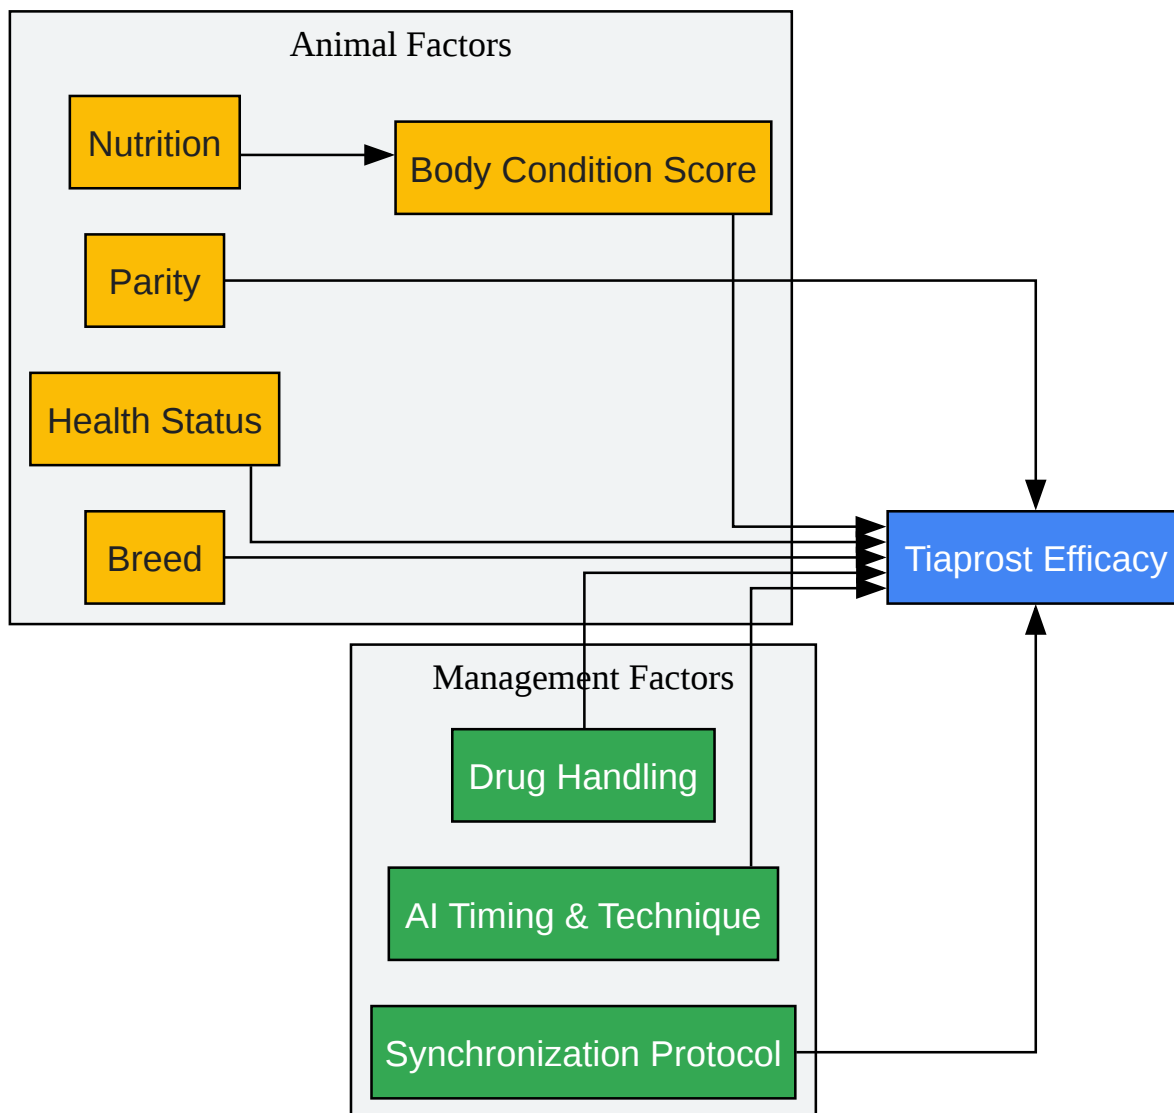 Animal Factors
Nutrition
Body Condition Score
Parity
Health Status
Breed
Tiaprost Efficacy
Management Factors
Drug Handling
AI Timing & Technique
Synchronization Protocol